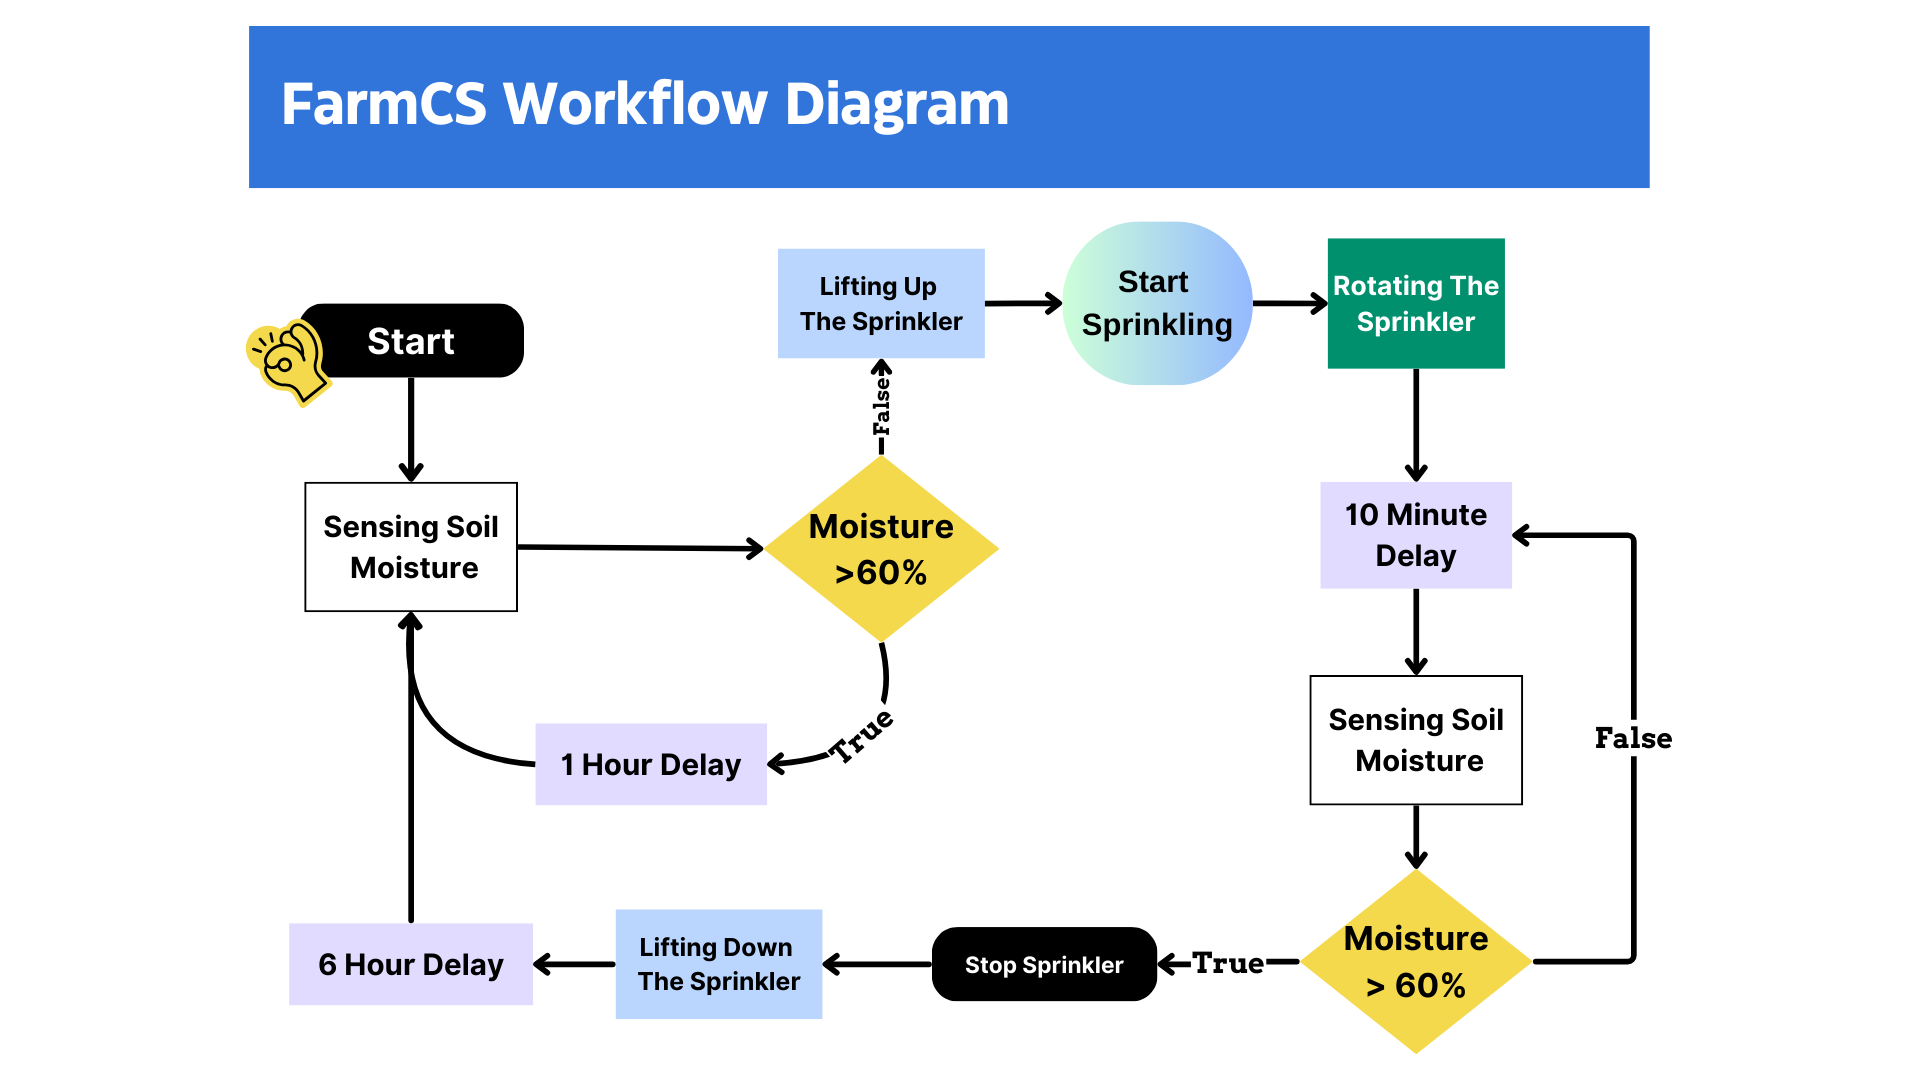 FarmCS Workflow Diagram
Start
Sensing Soil
Moisture
Moisture
>60%
False
Lifting Up
The Sprinkler
Start
Sprinkling
Rotating The
Sprinkler
10 Minute
Delay
Sensing Soil
Moisture
Moisture
> 60%
False
True
Stop Sprinkler
Lifting Down
The Sprinkler
6 Hour Delay
True
1 Hour Delay